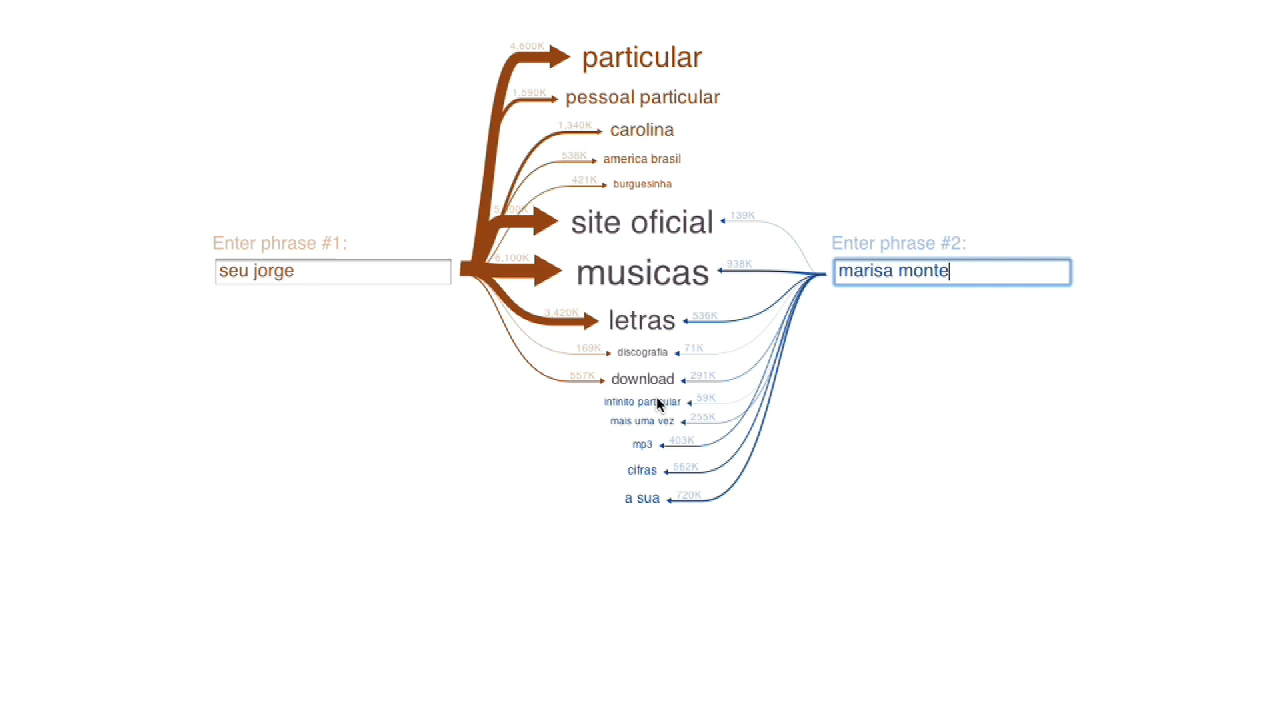 4,600K
particular
1,590K
pessoal particular
1,340K
carolina
538K
america brasil
421K
burguesinha
site oficial
139K
Enter phrase #1:
seu jorge
6,100K
musicas
938K
Enter phrase #2:
marisa monte
3,420K
letras
536K
169K
discografia
71K
557K
download
291K
infinito particular
59K
mais uma vez
255K
mp3
403K
cifras
562K
a sua
720K